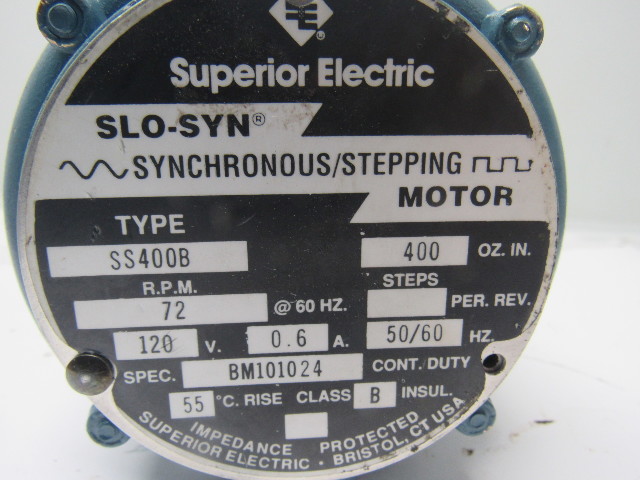 SE
®
Superior Electric
SLO-SYN®
SYNCHRONOUS/STEPPING
MOTOR
TYPE
SS400B 400 OZ. IN.
R.P.M. STEPS
72 @ 60 HZ. PER. REV.
120 V. 0.6 A. 50/60 HZ.
SPEC. BM101024 CONT. DUTY
55 °C. RISE CLASS B INSUL.
IMPEDANCE PROTECTED
SUPERIOR ELECTRIC · BRISTOL, CT USA